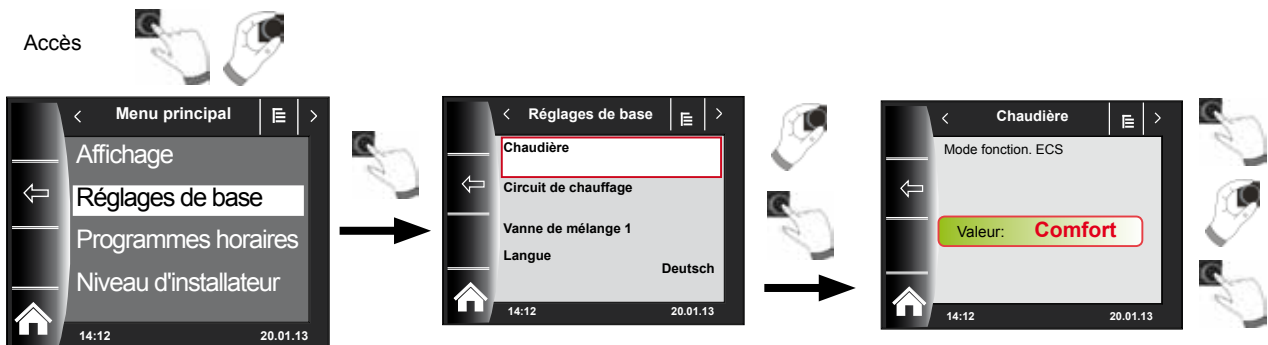 Accès
Menu principal
Affichage
Réglages de base
Programmes horaires
Niveau d'installateur
14:12 20.01.13
Réglages de base
Chaudière
Circuit de chauffage
Vanne de mélange 1
Langue
Deutsch
14:12 20.01.13
Chaudière
Mode fonction. ECS
Valeur: Comfort
14:12 20.01.13